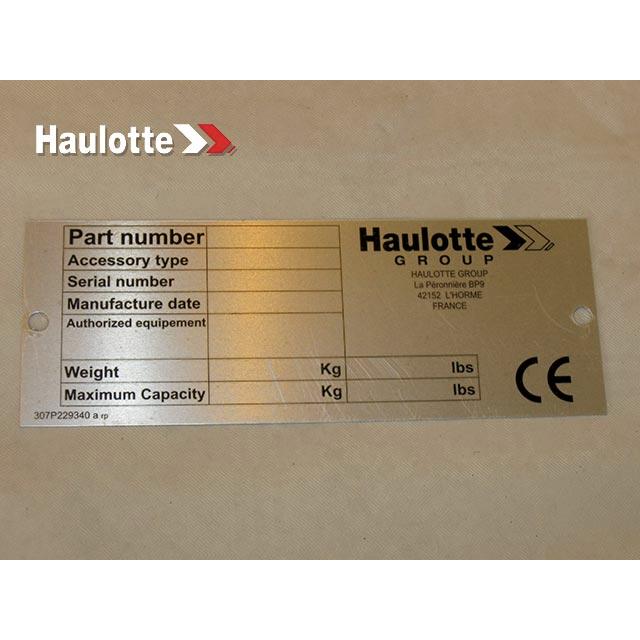 Haulotte
Part number
Accessory type
Serial number
Manufacture date
Authorized equipement
Weight Kg lbs
Maximum Capacity Kg lbs
307P229340 a rp
Haulotte
GROUP
HAULOTTE GROUP
La Péronnière BP9
42152 L'HORME
FRANCE
CE